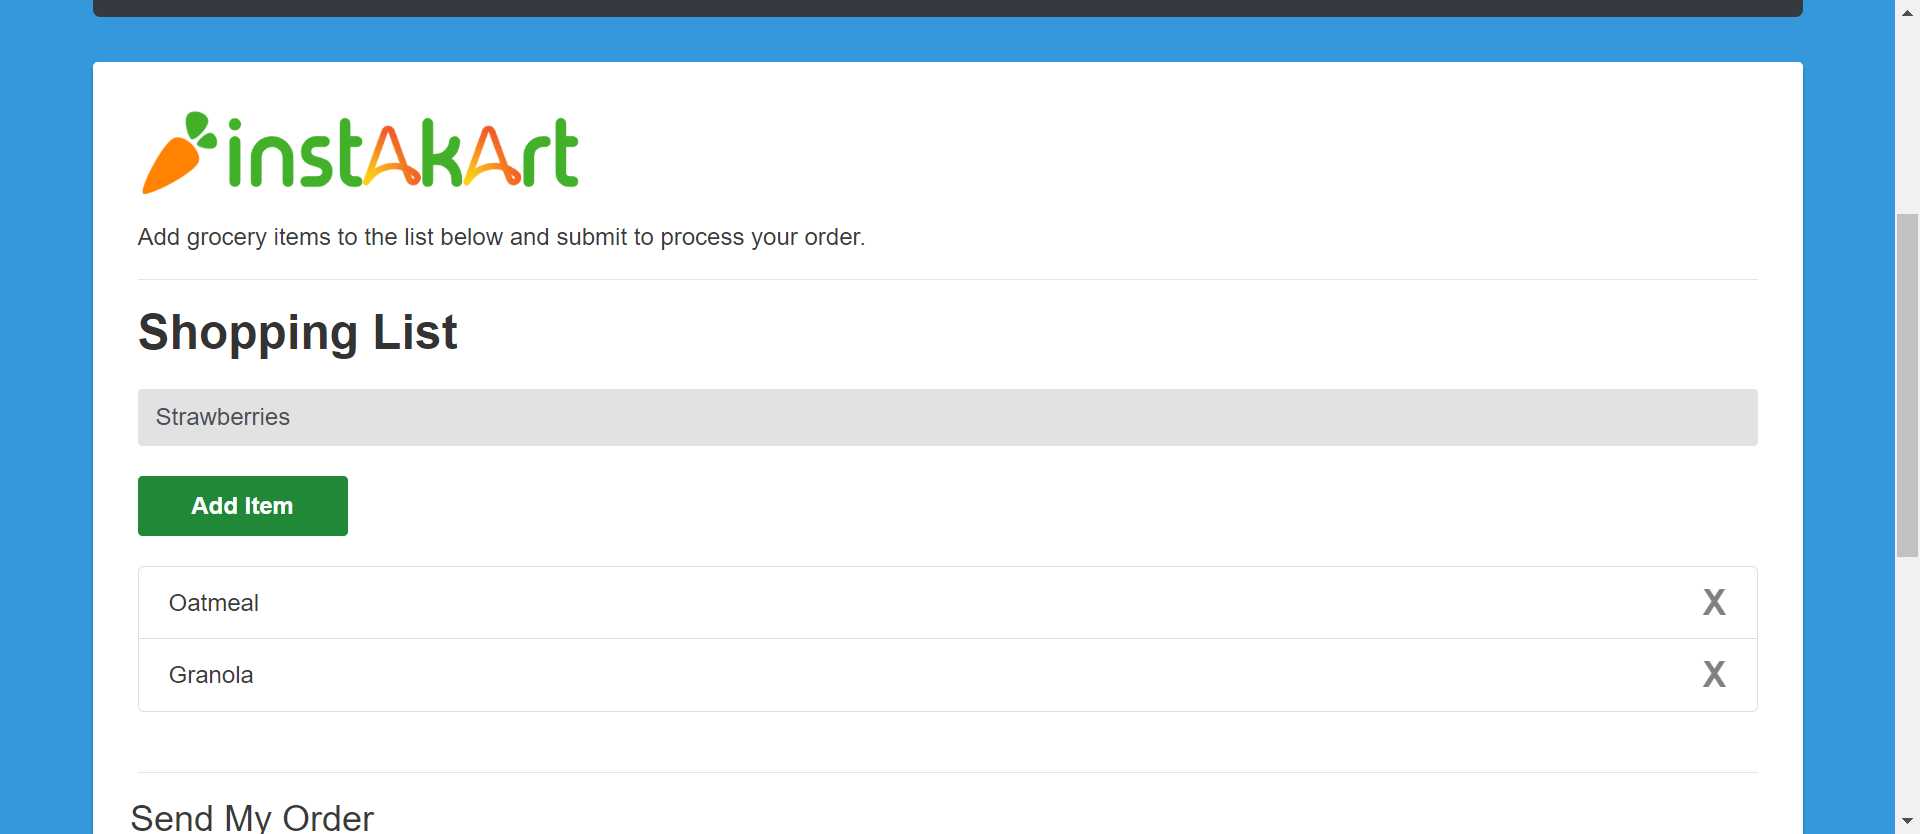 instAkArt
Add grocery items to the list below and submit to process your order.
Shopping List
Strawberries
Add Item
Oatmeal X
Granola X
Send My Order